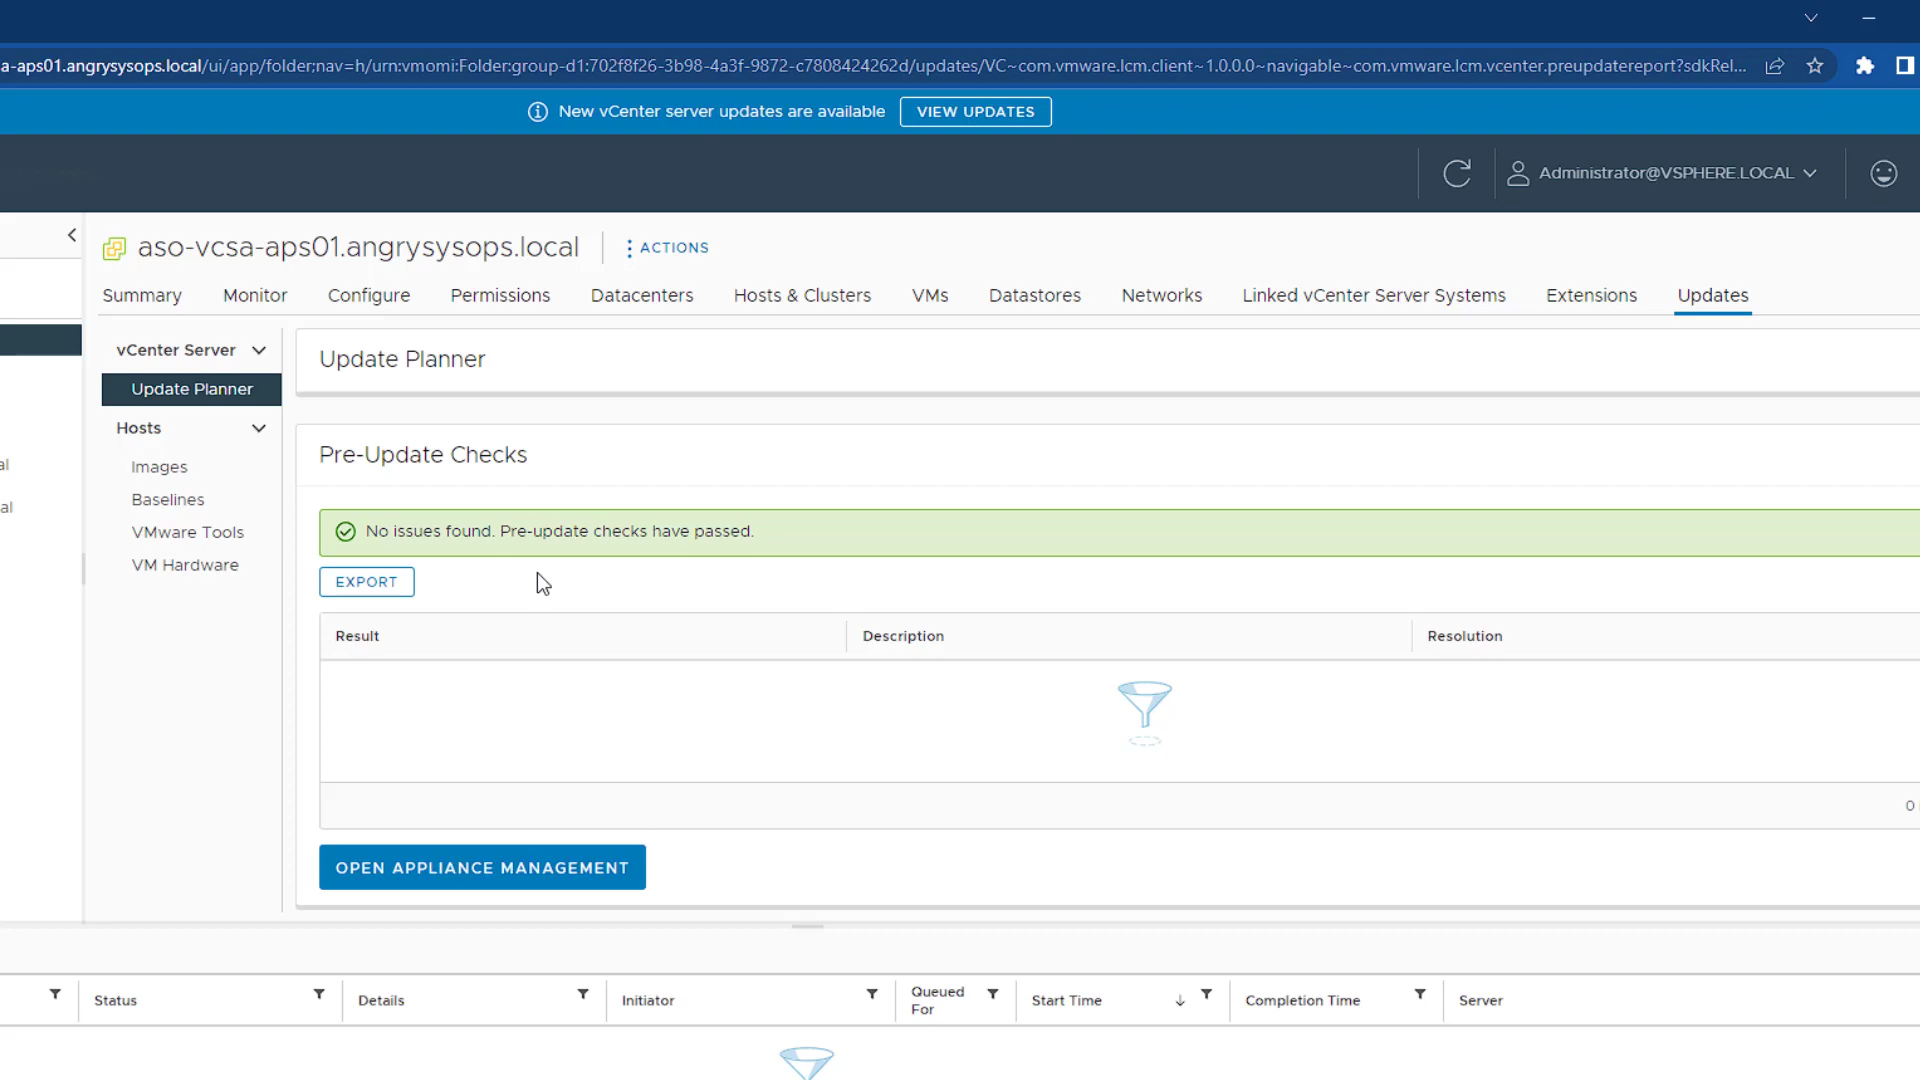 a-aps01.angrysysops.local/ui/app/folder;nav=h/urn:vmomi:Folder:group-d1:702f8f26-3b98-4a3f-9872-c7808424262d/updates/VC~com.vmware.lcm.client~1.0.0.0~navigable~com.vmware.lcm.vcenter.preupdatereport?sdkRel...
New vCenter server updates are available VIEW UPDATES
Administrator@VSPHERE.LOCAL
aso-vcsa-aps01.angrysysops.local ACTIONS
Summary Monitor Configure Permissions Datacenters Hosts & Clusters VMs Datastores Networks Linked vCenter Server Systems Extensions Updates
vCenter Server
Update Planner
Hosts
Images
Baselines
VMware Tools
VM Hardware
al
al
Update Planner
Pre-Update Checks
No issues found. Pre-update checks have passed.
EXPORT
Result Description Resolution
0
OPEN APPLIANCE MANAGEMENT
Status Details Initiator Queued For Start Time Completion Time Server